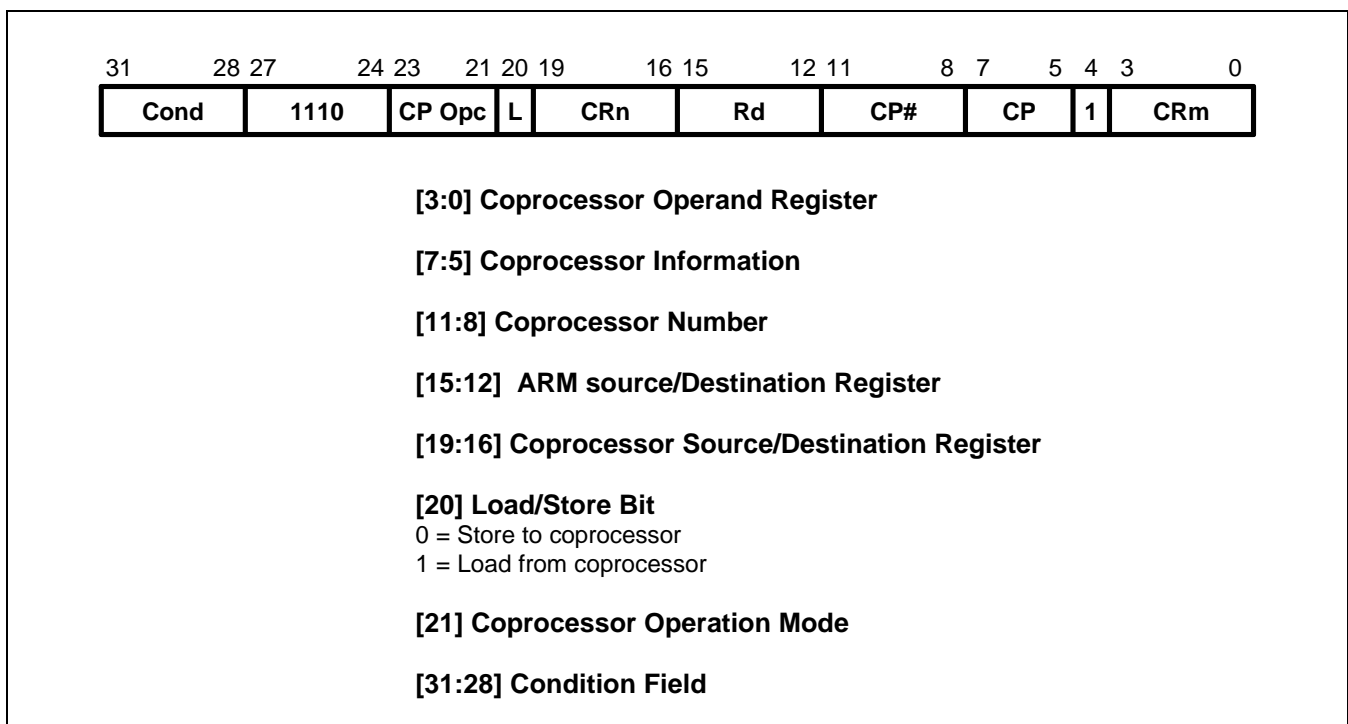 31 28 27 24 23 21 20 19 16 15 12 11 8 7 5 4 3 0
Cond 1110 CP Opc L CRn Rd CP# CP 1 CRm
[3:0] Coprocessor Operand Register
[7:5] Coprocessor Information
[11:8] Coprocessor Number
[15:12] ARM source/Destination Register
[19:16] Coprocessor Source/Destination Register
[20] Load/Store Bit
0 = Store to coprocessor
1 = Load from coprocessor
[21] Coprocessor Operation Mode
[31:28] Condition Field